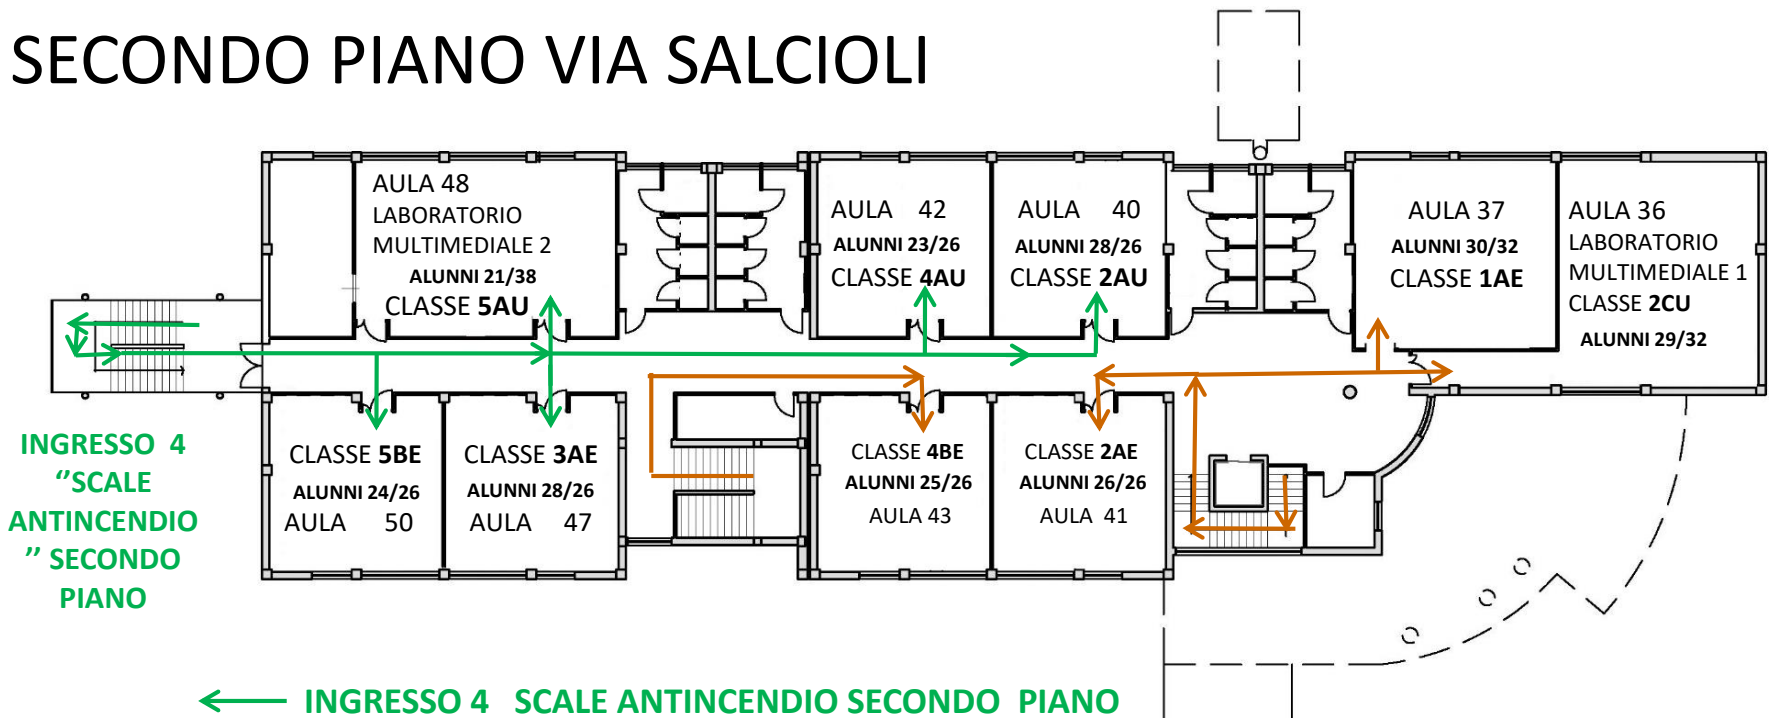 SECONDO PIANO VIA SALCIOLI
AULA 48
LABORATORIO
MULTIMEDIALE 2
ALUNNI 21/38
CLASSE 5AU
AULA 42
ALUNNI 23/26
CLASSE 4AU
AULA 40
ALUNNI 28/26
CLASSE 2AU
AULA 37
ALUNNI 30/32
CLASSE 1AE
AULA 36
LABORATORIO
MULTIMEDIALE 1
CLASSE 2CU
ALUNNI 29/32
INGRESSO 4
‘’SCALE
ANTINCENDIO
’’ SECONDO
PIANO
CLASSE 5BE
ALUNNI 24/26
AULA 50
CLASSE 3AE
ALUNNI 28/26
AULA 47
CLASSE 4BE
ALUNNI 25/26
AULA 43
CLASSE 2AE
ALUNNI 26/26
AULA 41
INGRESSO 4 SCALE ANTINCENDIO SECONDO PIANO